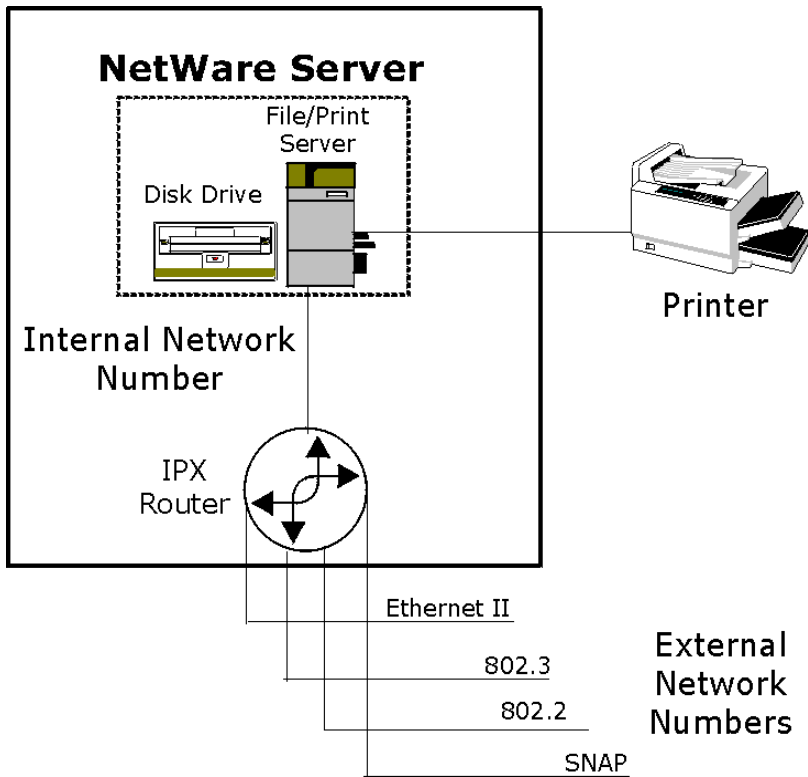 NetWare Server
File/Print
Server
Disk Drive
Printer
Internal Network
Number
IPX
Router
Ethernet II
802.3
802.2
SNAP
External
Network
Numbers